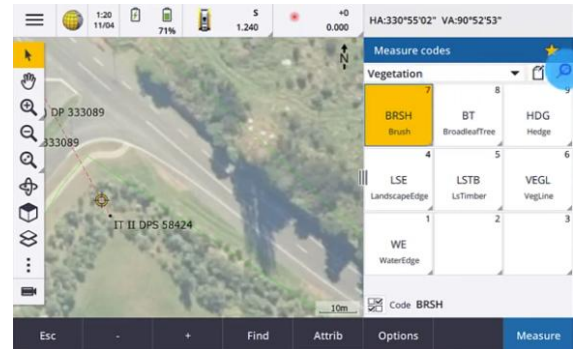 1:20
11/04
71%
S
1.240
+0
0.000
HA:330°55'02" VA:90°52'53"
N
DP 333089
333089
IT II DPS 58424
10m
Measure codes
Vegetation
7
BRSH
Brush
8
BT
BroadleafTree
9
HDG
Hedge
4
LSE
LandscapeEdge
5
LSTB
LsTimber
6
VEGL
VegLine
1
WE
WaterEdge
2
3
Code BRSH
Esc - + Find Attrib Options Measure